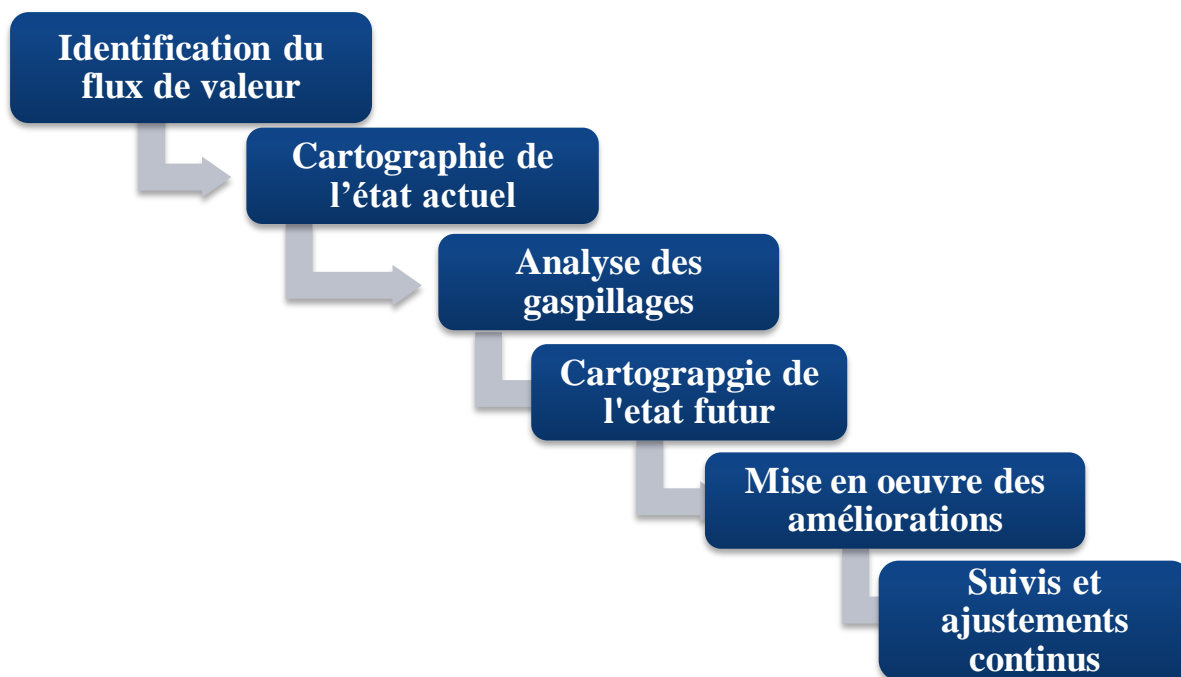 Identification du
flux de valeur
Cartographie de
l’état actuel
Analyse des
gaspillages
Cartograpgie de
l'etat futur
Mise en oeuvre des
améliorations
Suivis et
ajustements
continus